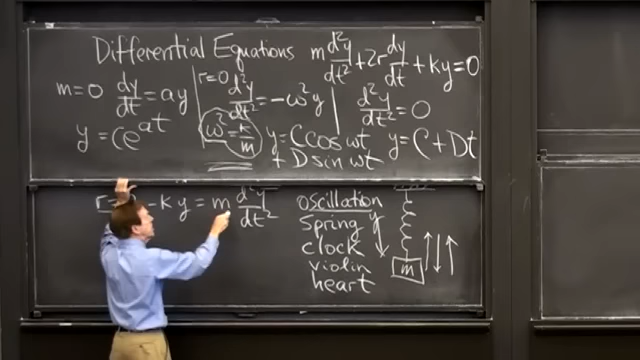 Differential Equations m d²y/dt² + 2r dy/dt + ky = 0
m=0 dy/dt = ay
y = Ce^at
r=0 d²y/dt² = -ω²y
ω² = k/m
y = C cos ωt
+ D sin ωt
d²y/dt² = 0
y = C + Dt
-ky = m d²y/dt²
oscillation
spring
clock
violin
heart
y
m